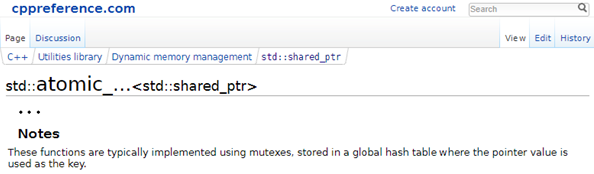 cppreference.com
Create account Search
Page Discussion View Edit History
C++ Utilities library Dynamic memory management std::shared_ptr
std::atomic_...<std::shared_ptr>
...
Notes
These functions are typically implemented using mutexes, stored in a global hash table where the pointer value is
used as the key.